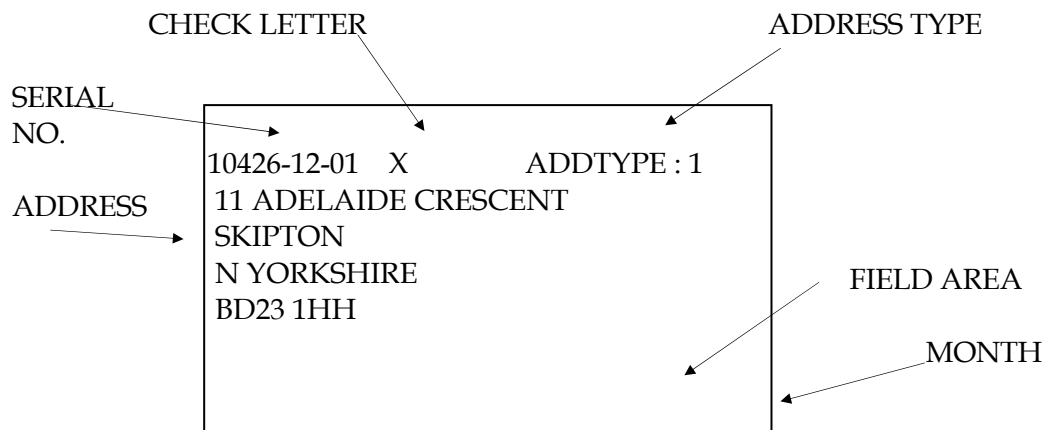 CHECK LETTER
ADDRESS TYPE
SERIAL
NO.
10426-12-01 X ADDTYPE : 1
ADDRESS
11 ADELAIDE CRESCENT
SKIPTON
N YORKSHIRE
BD23 1HH
FIELD AREA
MONTH